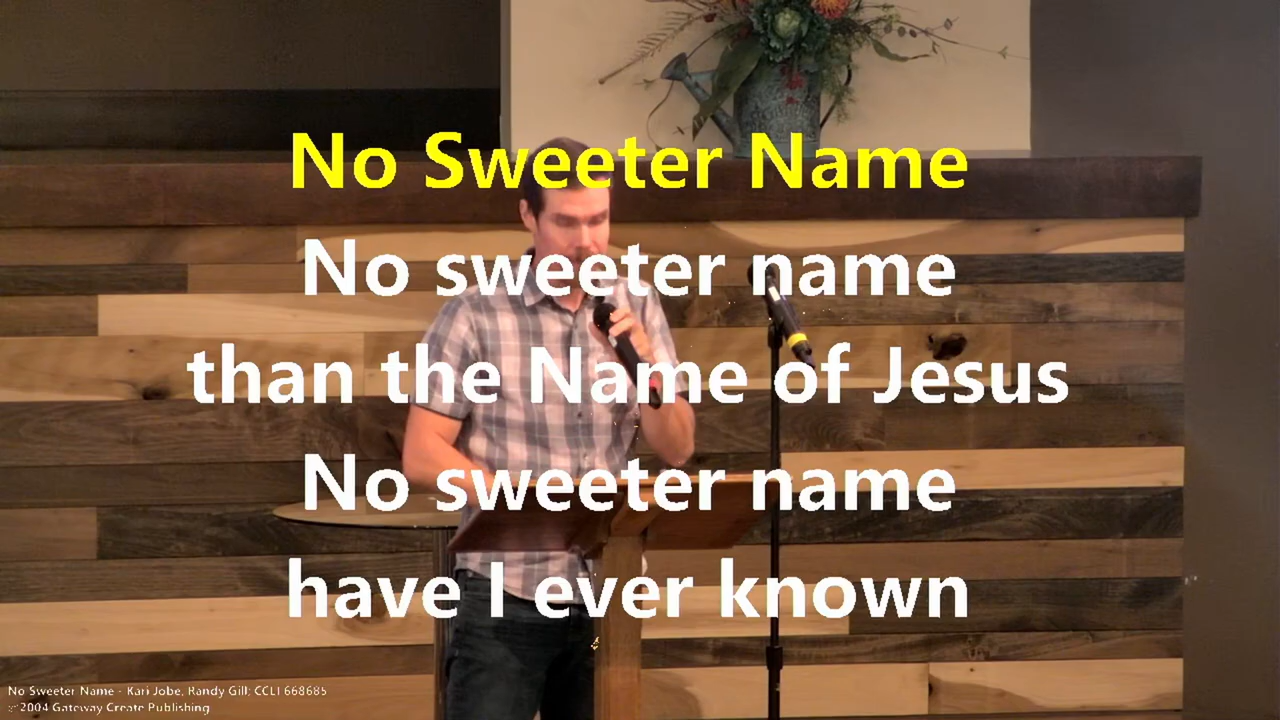 No Sweeter Name
No sweeter name
than the Name of Jesus
No sweeter name
have I ever known
No Sweeter Name - Kari Jobe, Randy Gill; CCLI 668685
©2004 Gateway Create Publishing